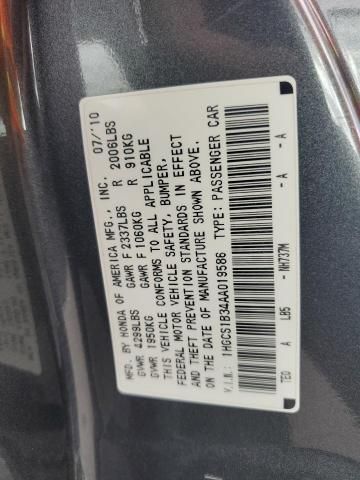 MFD. BY HONDA OF AMERICA MFG., INC. 07/'10
GVWR 4299LBS GAWR F 2337LBS R 2006LBS
GVWR 1950KG GAWR F 1060KG R 910KG
THIS VEHICLE CONFORMS TO ALL APPLICABLE
FEDERAL MOTOR VEHICLE SAFETY, BUMPER,
AND THEFT PREVENTION STANDARDS IN EFFECT
ON THE DATE OF MANUFACTURE SHOWN ABOVE.
V.I.N.: 1HGCS1B34AA019586 TYPE: PASSENGER CAR
TED A LB5 - NH737M - A - A